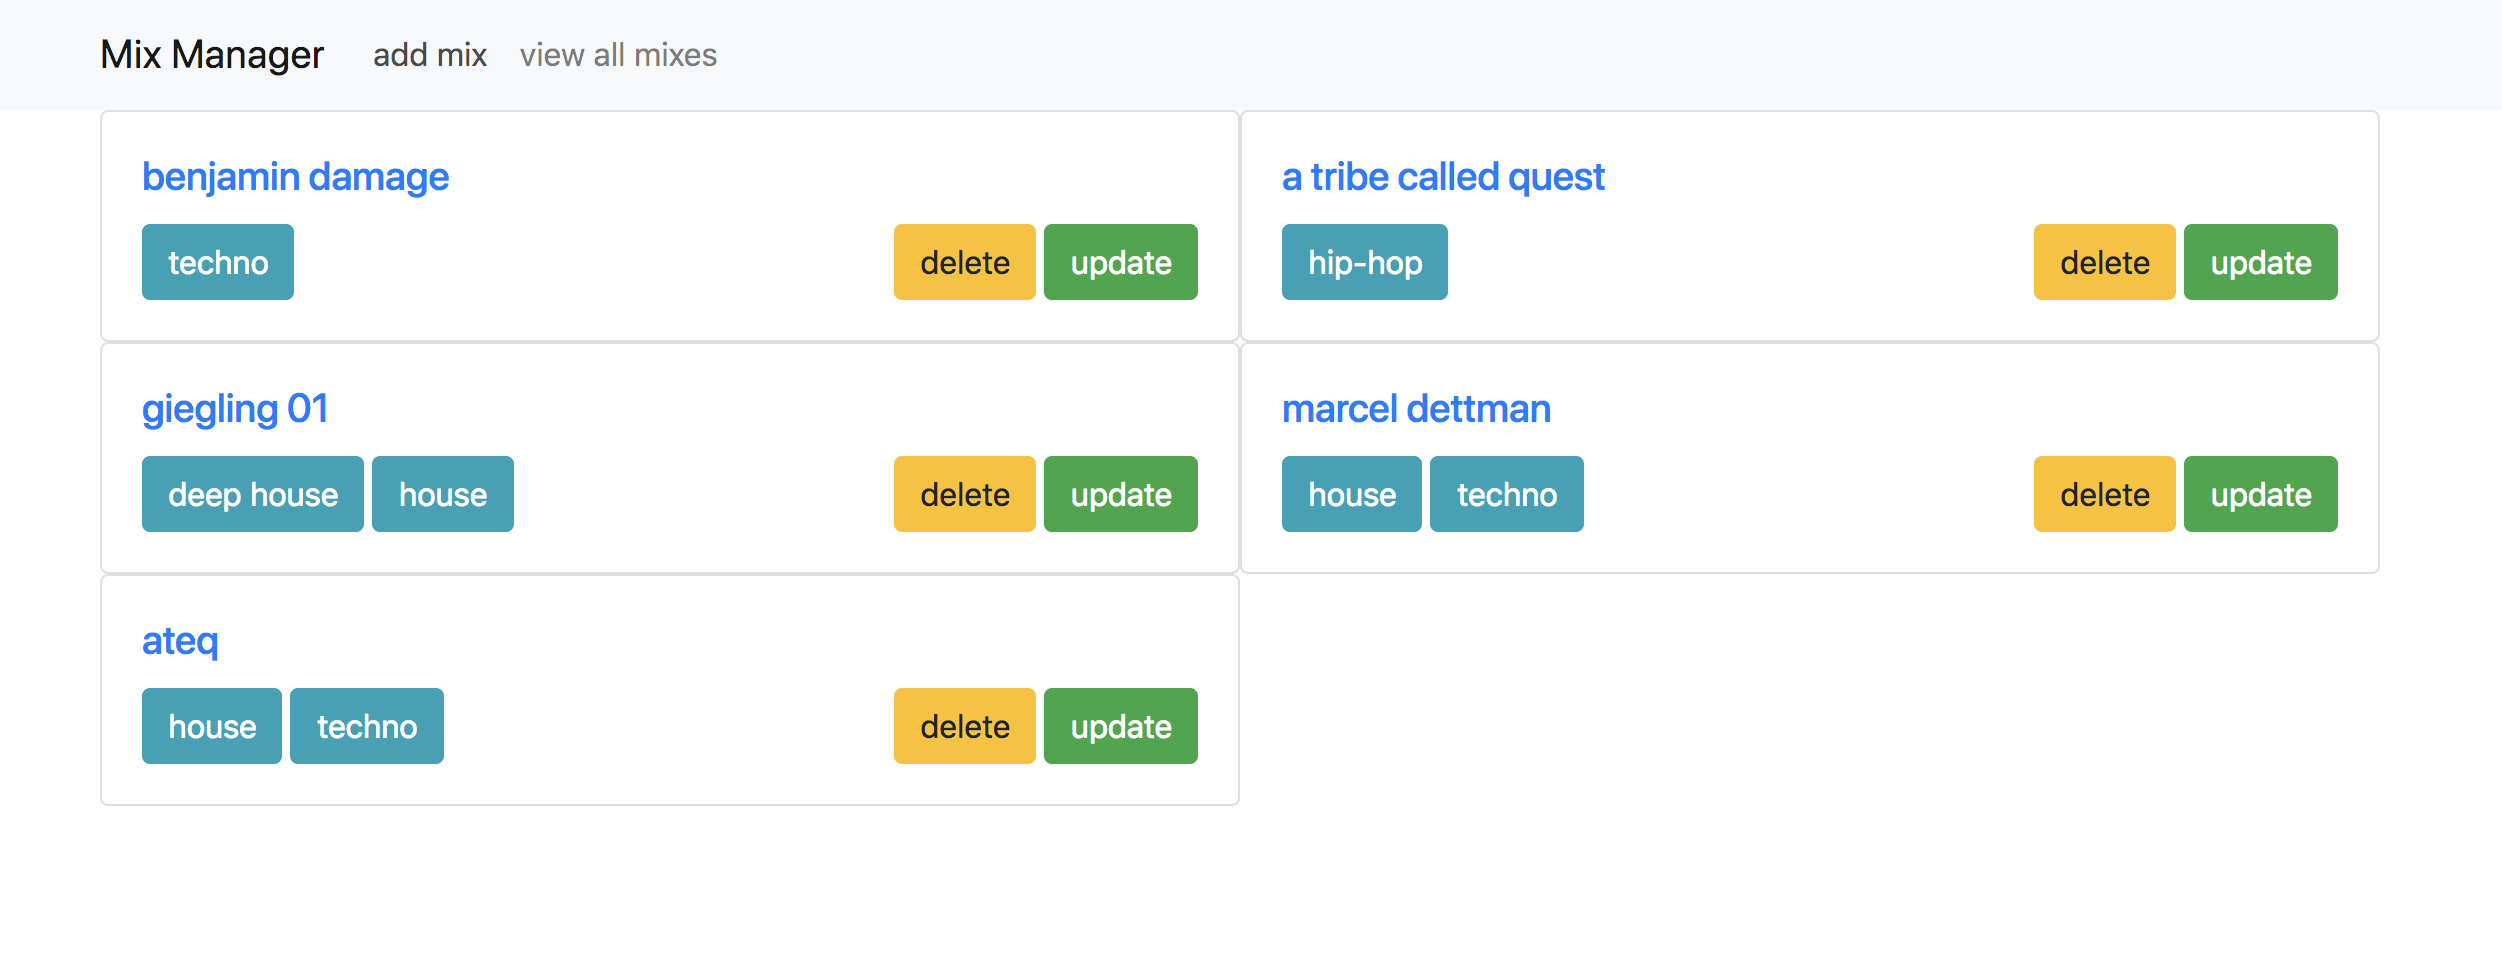 Mix Manager add mix view all mixes
benjamin damage
techno delete update
a tribe called quest
hip-hop delete update
giegling 01
deep house house delete update
marcel dettman
house techno delete update
ateq
house techno delete update